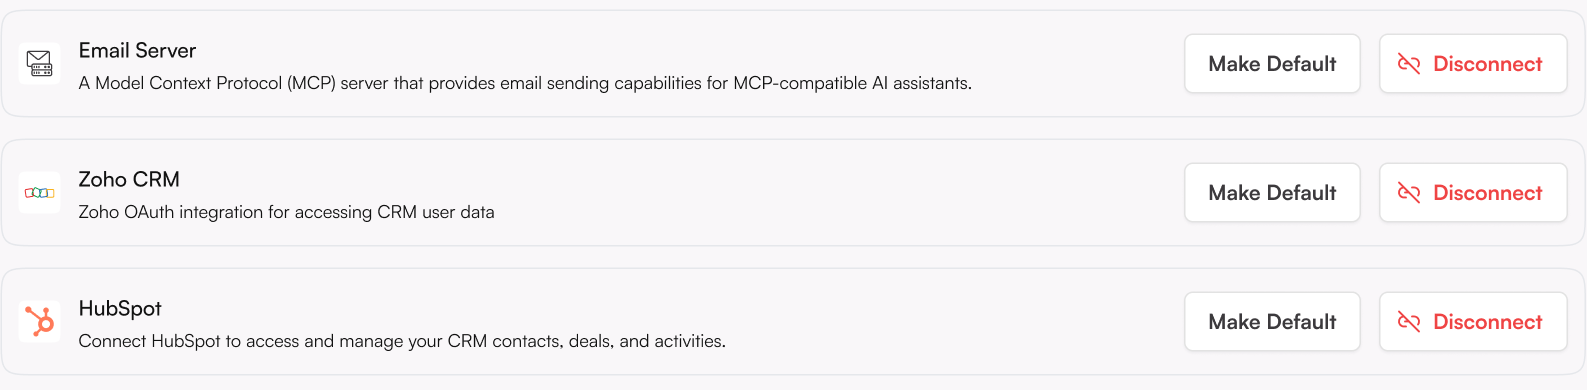 Email Server
A Model Context Protocol (MCP) server that provides email sending capabilities for MCP-compatible AI assistants.
Make Default
Disconnect
Zoho CRM
Zoho OAuth integration for accessing CRM user data
Make Default
Disconnect
HubSpot
Connect HubSpot to access and manage your CRM contacts, deals, and activities.
Make Default
Disconnect